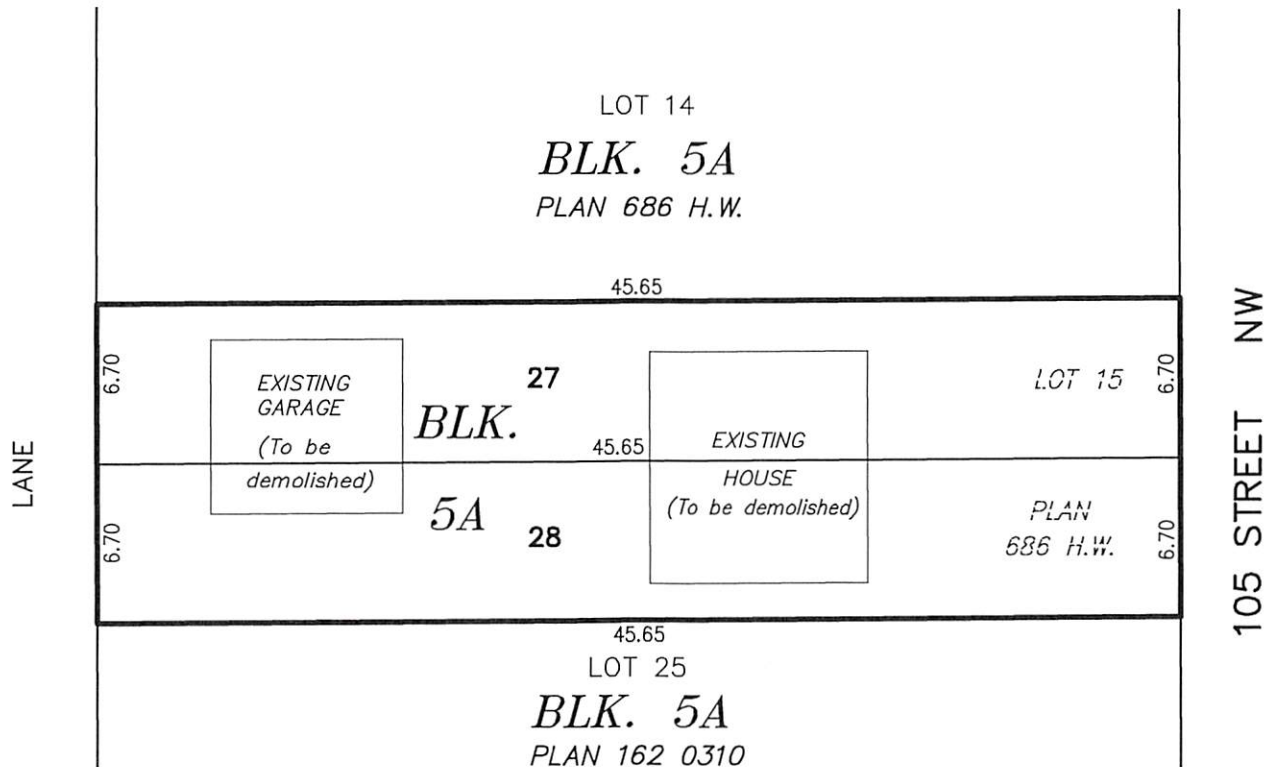 LOT 14
BLK. 5A
PLAN 686 H.W.
45.65
6.70
EXISTING
GARAGE
(To be
demolished)
27
BLK.
LOT 15
6.70
45.65
EXISTING
HOUSE
(To be demolished)
LANE
105 STREET NW
6.70
5A
28
PLAN
686 H.W.
6.70
45.65
LOT 25
BLK. 5A
PLAN 162 0310